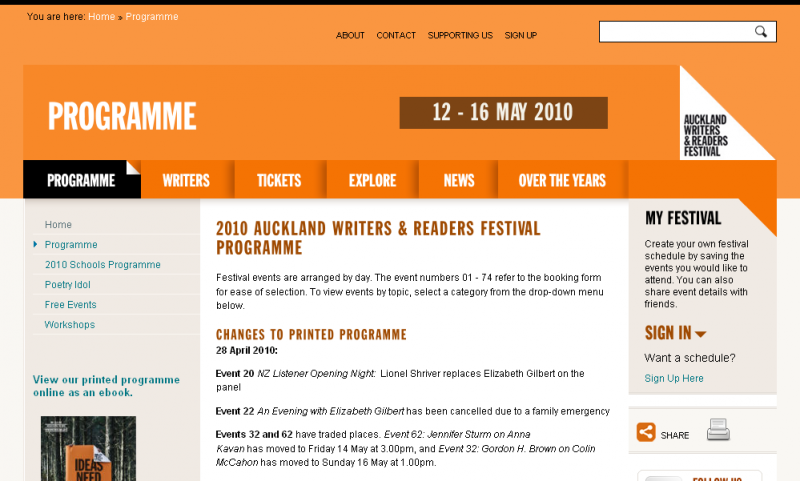 You are here: Home » Programme
ABOUT CONTACT SUPPORTING US SIGN UP
PROGRAMME
12 - 16 MAY 2010
AUCKLAND
WRITERS
& READERS
FESTIVAL
PROGRAMME WRITERS TICKETS EXPLORE NEWS OVER THE YEARS
Home
Programme
2010 Schools Programme
Poetry Idol
Free Events
Workshops
View our printed programme
online as an ebook.
IDEAS
NEED
2010 AUCKLAND WRITERS & READERS FESTIVAL
PROGRAMME
Festival events are arranged by day. The event numbers 01 - 74 refer to the booking form
for ease of selection. To view events by topic, select a category from the drop-down menu
below.
CHANGES TO PRINTED PROGRAMME
28 April 2010:
Event 20 NZ Listener Opening Night: Lionel Shriver replaces Elizabeth Gilbert on the
panel
Event 22 An Evening with Elizabeth Gilbert has been cancelled due to a family emergency
Events 32 and 62 have traded places. Event 62: Jennifer Sturm on Anna
Kavan has moved to Friday 14 May at 3.00pm, and Event 32: Gordon H. Brown on Colin
McCahon has moved to Sunday 16 May at 1.00pm.
MY FESTIVAL
Create your own festival
schedule by saving the
events you would like to
attend. You can also
share event details with
friends.
SIGN IN
Want a schedule?
Sign Up Here
SHARE
FOLLOW US